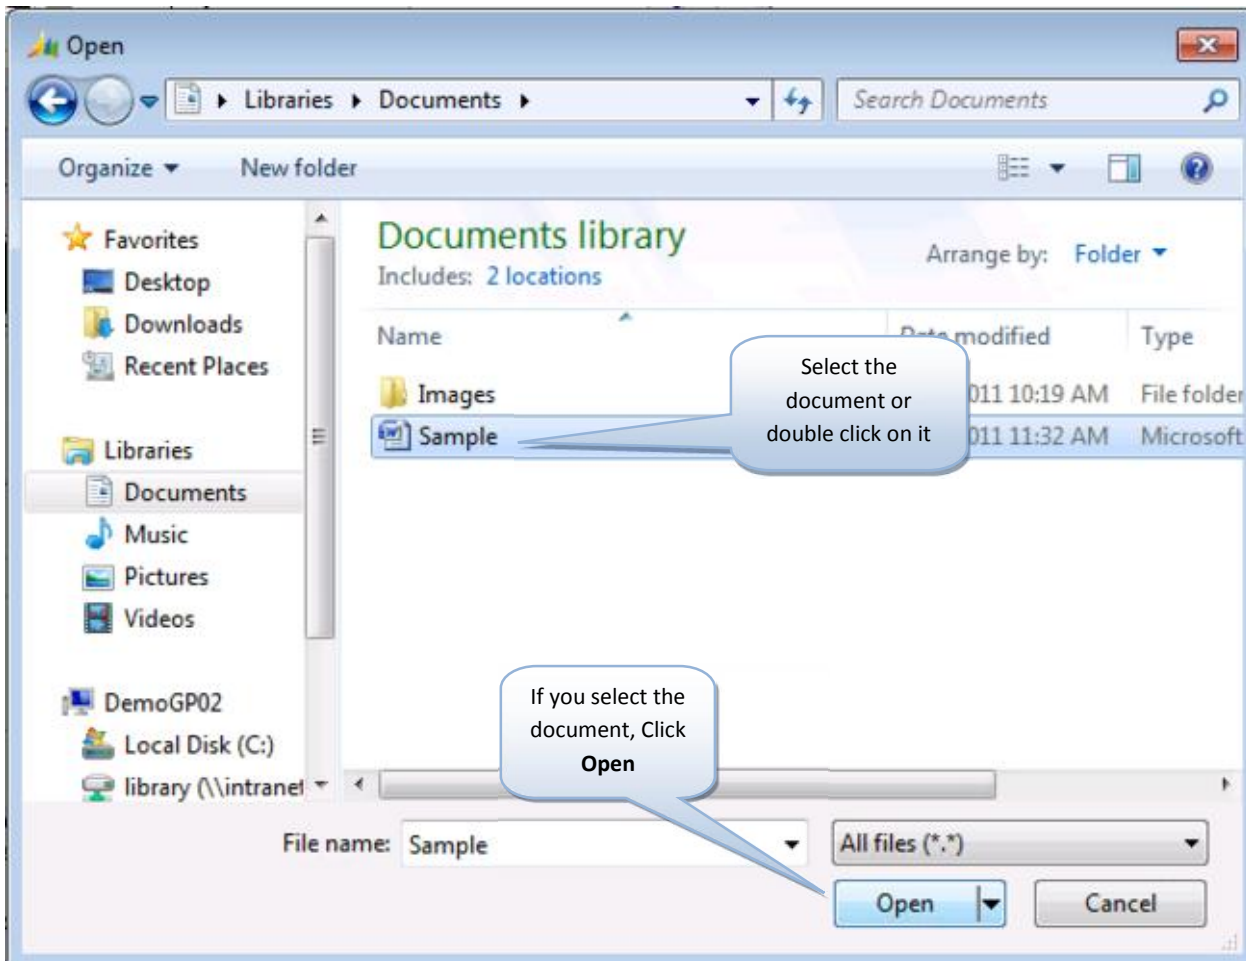 Open
Libraries Documents
Search Documents
Organize New folder
Favorites
Desktop
Downloads
Recent Places
Libraries
Documents
Music
Pictures
Videos
DemoGP02
Local Disk (C:)
library (\\intranet
Documents library
Includes: 2 locations
Arrange by: Folder
Name modified Type
Images 011 10:19 AM File folder
Sample 011 11:32 AM Microsoft
Select the
document or
double click on it
If you select the
document, Click
Open
File name: Sample All files (*.*)
Open Cancel